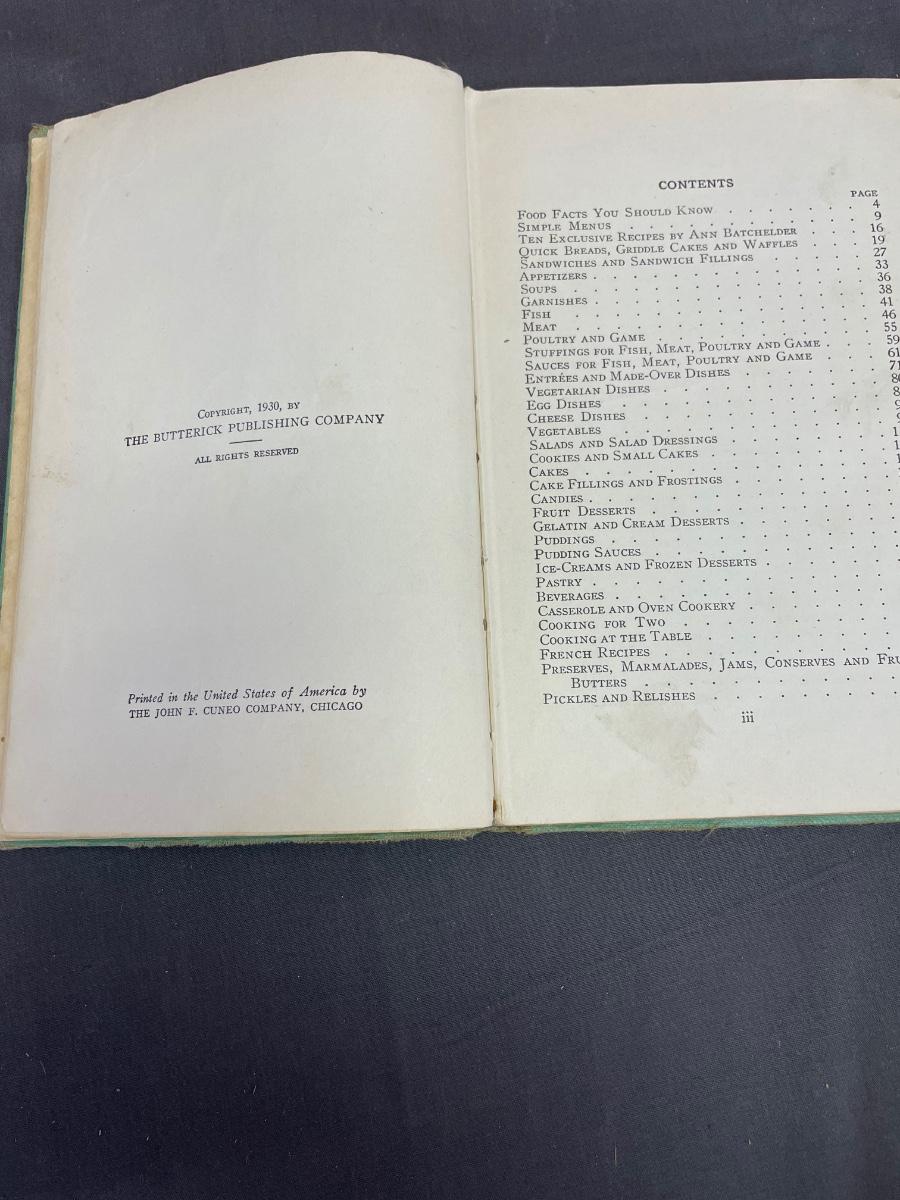 COPYRIGHT, 1930, BY
THE BUTTERICK PUBLISHING COMPANY
ALL RIGHTS RESERVED
Printed in the United States of America by
THE JOHN F. CUNEO COMPANY, CHICAGO
CONTENTS
PAGE
FOOD FACTS YOU SHOULD KNOW . . . . . . . 4
SIMPLE MENUS . . . . . . . . . . . 9
TEN EXCLUSIVE RECIPES BY ANN BATCHELDER . . . 16
QUICK BREADS, GRIDDLE CAKES AND WAFFLES . . . 19
SANDWICHES AND SANDWICH FILLINGS . . . . . 27
APPETIZERS . . . . . . . . . . . . 33
SOUPS . . . . . . . . . . . . . 36
GARNISHES . . . . . . . . . . . . 38
FISH . . . . . . . . . . . . . 41
MEAT . . . . . . . . . . . . . 46
POULTRY AND GAME . . . . . . . . . . 55
STUFFINGS FOR FISH, MEAT, POULTRY AND GAME . . . 59
SAUCES FOR FISH, MEAT, POULTRY AND GAME . . . . 61
ENTRÉES AND MADE-OVER DISHES . . . . . . . 71
VEGETARIAN DISHES . . . . . . . . . .
EGG DISHES . . . . . . . . . . . .
CHEESE DISHES . . . . . . . . . . .
VEGETABLES . . . . . . . . . . . .
SALADS AND SALAD DRESSINGS . . . . . . .
COOKIES AND SMALL CAKES . . . . . . . .
CAKES . . . . . . . . . . . . .
CAKE FILLINGS AND FROSTINGS . . . . . . .
CANDIES . . . . . . . . . . . . .
FRUIT DESSERTS . . . . . . . . . . .
GELATIN AND CREAM DESSERTS . . . . . . .
PUDDINGS . . . . . . . . . . . .
PUDDING SAUCES . . . . . . . . . . .
ICE-CREAMS AND FROZEN DESSERTS . . . . . .
PASTRY . . . . . . . . . . . . .
BEVERAGES . . . . . . . . . . . .
CASSEROLE AND OVEN COOKERY . . . . . . .
COOKING FOR TWO . . . . . . . . . .
COOKING AT THE TABLE . . . . . . . . .
FRENCH RECIPES . . . . . . . . . . .
PRESERVES, MARMALADES, JAMS, CONSERVES AND
BUTTERS . . . . . . . . . . .
PICKLES AND RELISHES . . . . . . . . .
iii